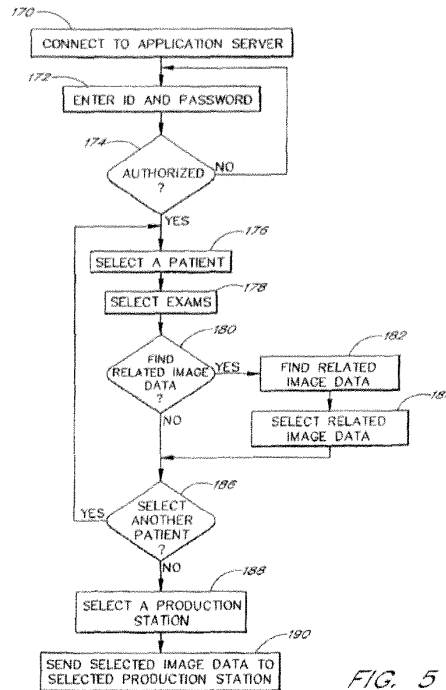 170
CONNECT TO APPLICATION SERVER
172
ENTER ID AND PASSWORD
174
AUTHORIZED
?
NO
YES
176
SELECT A PATIENT
178
SELECT EXAMS
180
FIND
RELATED IMAGE
DATA
?
YES
182
FIND RELATED
IMAGE DATA
NO
SELECT RELATED
IMAGE DATA
186
YES
SELECT
ANOTHER
PATIENT
?
NO
188
SELECT A PRODUCTION
STATION
190
SEND SELECTED IMAGE DATA TO
SELECTED PRODUCTION STATION
FIG. 5